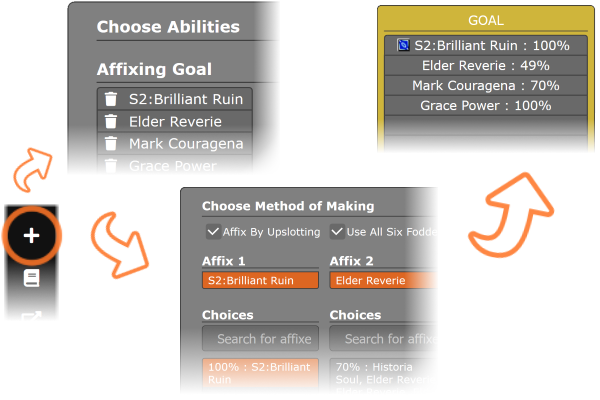 Choose Abilities
Affixing Goal
S2:Brilliant Ruin
Elder Reverie
Mark Couragena
Grace Power
GOAL
S2:Brilliant Ruin : 100%
Elder Reverie : 49%
Mark Couragena : 70%
Grace Power : 100%
Choose Method of Making
Affix By Upslotting
Use All Six Fodde
Affix 1
Affix 2
S2:Brilliant Ruin
Elder Reverie
Choices
Choices
Search for affixe
Search for affixe
100% : S2:Brilliant
Ruin
70% : Historia
Soul, Elder Reverie